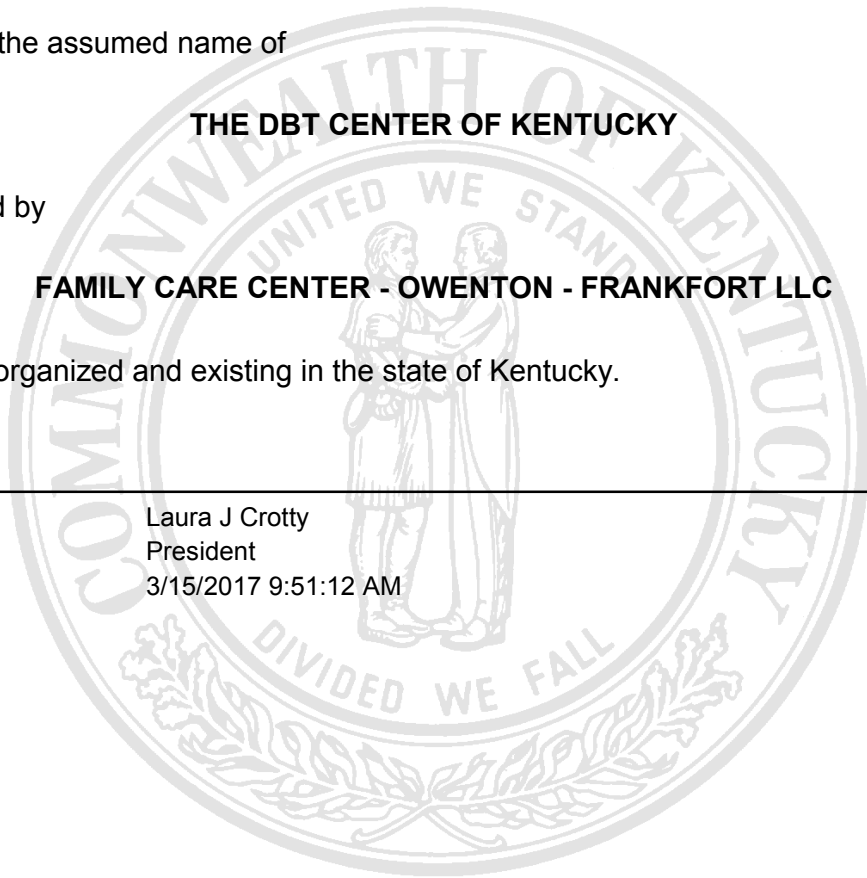 the assumed name of
THE DBT CENTER OF KENTUCKY
d by
FAMILY CARE CENTER - OWENTON - FRANKFORT LLC
organized and existing in the state of Kentucky.
Laura J Crotty
President
3/15/2017 9:51:12 AM
COMMONWEALTH OF KENTUCKY
UNITED WE STAND
DIVIDED WE FALL